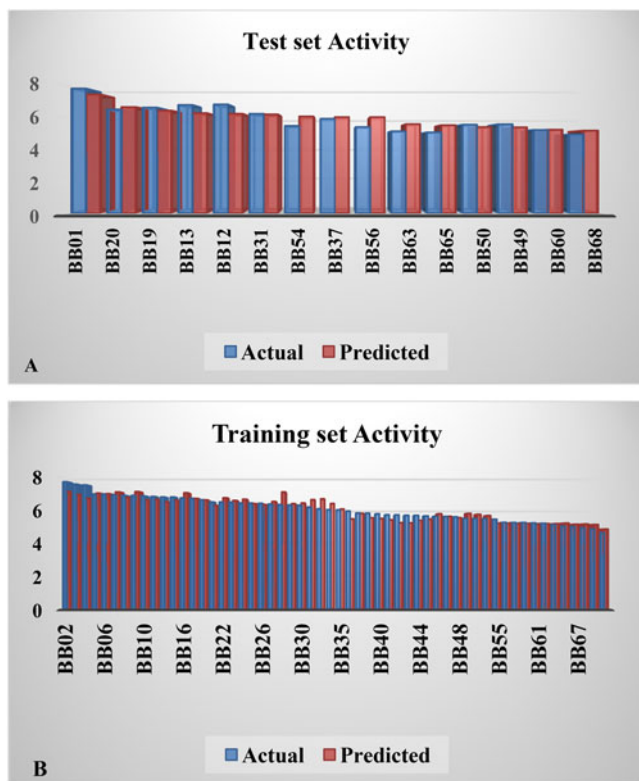 Test set Activity
8
6
4
2
0
BB01
BB20
BB19
BB13
BB12
BB31
BB54
BB37
BB56
BB63
BB65
BB50
BB49
BB60
BB68
Actual
Predicted
A
Training set Activity
8
6
4
2
0
BB02
BB06
BB10
BB16
BB22
BB26
BB30
BB35
BB40
BB44
BB48
BB55
BB61
BB67
Actual
Predicted
B